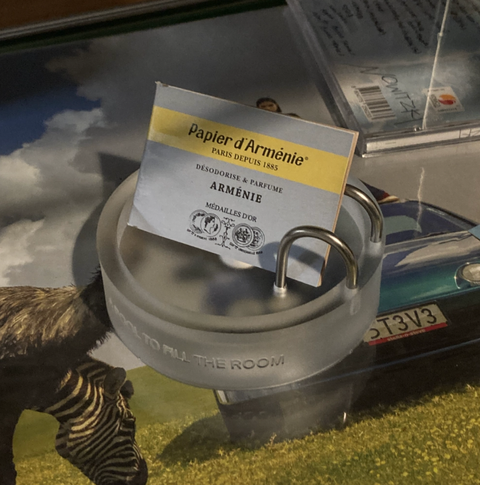 Papier d'Arménie®
PARIS DEPUIS 1885
DÉSODORISE & PARFUME
ARMÉNIE
MÉDAILLES D'OR
TO FILL THE ROOM
ST3V3